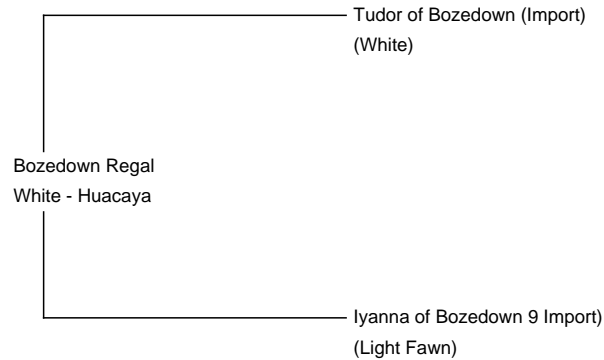 Tudor of Bozedown (Import)
(White)
Bozedown Regal
White - Huacaya
Iyanna of Bozedown 9 Import)
(Light Fawn)